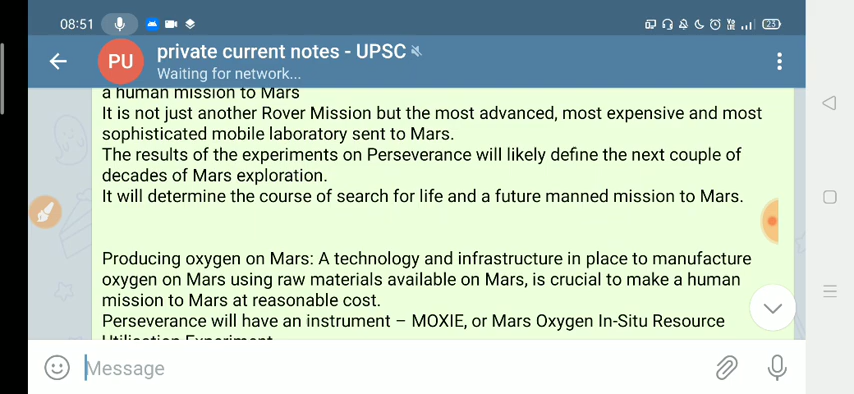 08:51
23
private current notes - UPSC
PU
Waiting for network...
a human mission to Mars
It is not just another Rover Mission but the most advanced, most expensive and most
sophisticated mobile laboratory sent to Mars.
The results of the experiments on Perseverance will likely define the next couple of
decades of Mars exploration.
It will determine the course of search for life and a future manned mission to Mars.
Producing oxygen on Mars: A technology and infrastructure in place to manufacture
oxygen on Mars using raw materials available on Mars, is crucial to make a human
mission to Mars at reasonable cost.
Perseverance will have an instrument – MOXIE, or Mars Oxygen In-Situ Resource
Utilisation Experiment
Message